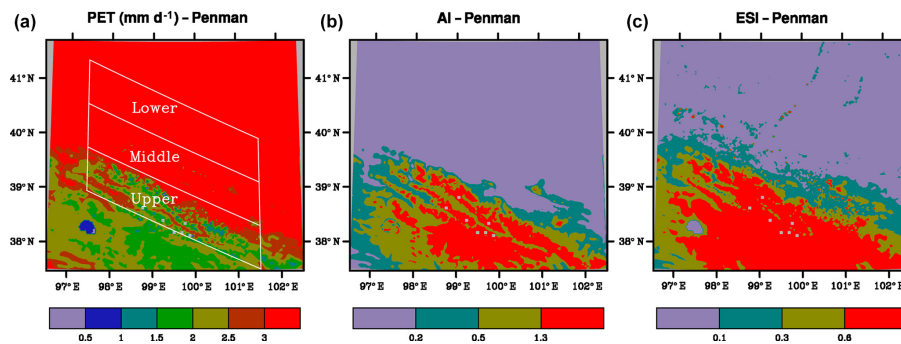 (a) PET (mm d⁻¹) – Penman
(b) AI – Penman
(c) ESI – Penman
41°N
40°N
39°N
38°N
Lower
Middle
Upper
97°E 98°E 99°E 100°E 101°E 102°E
0.5 1 1.5 2 2.5 3
41°N
40°N
39°N
38°N
97°E 98°E 99°E 100°E 101°E 102°E
0.2 0.5 1.3
41°N
40°N
39°N
38°N
97°E 98°E 99°E 100°E 101°E 102°E
0.1 0.3 0.6